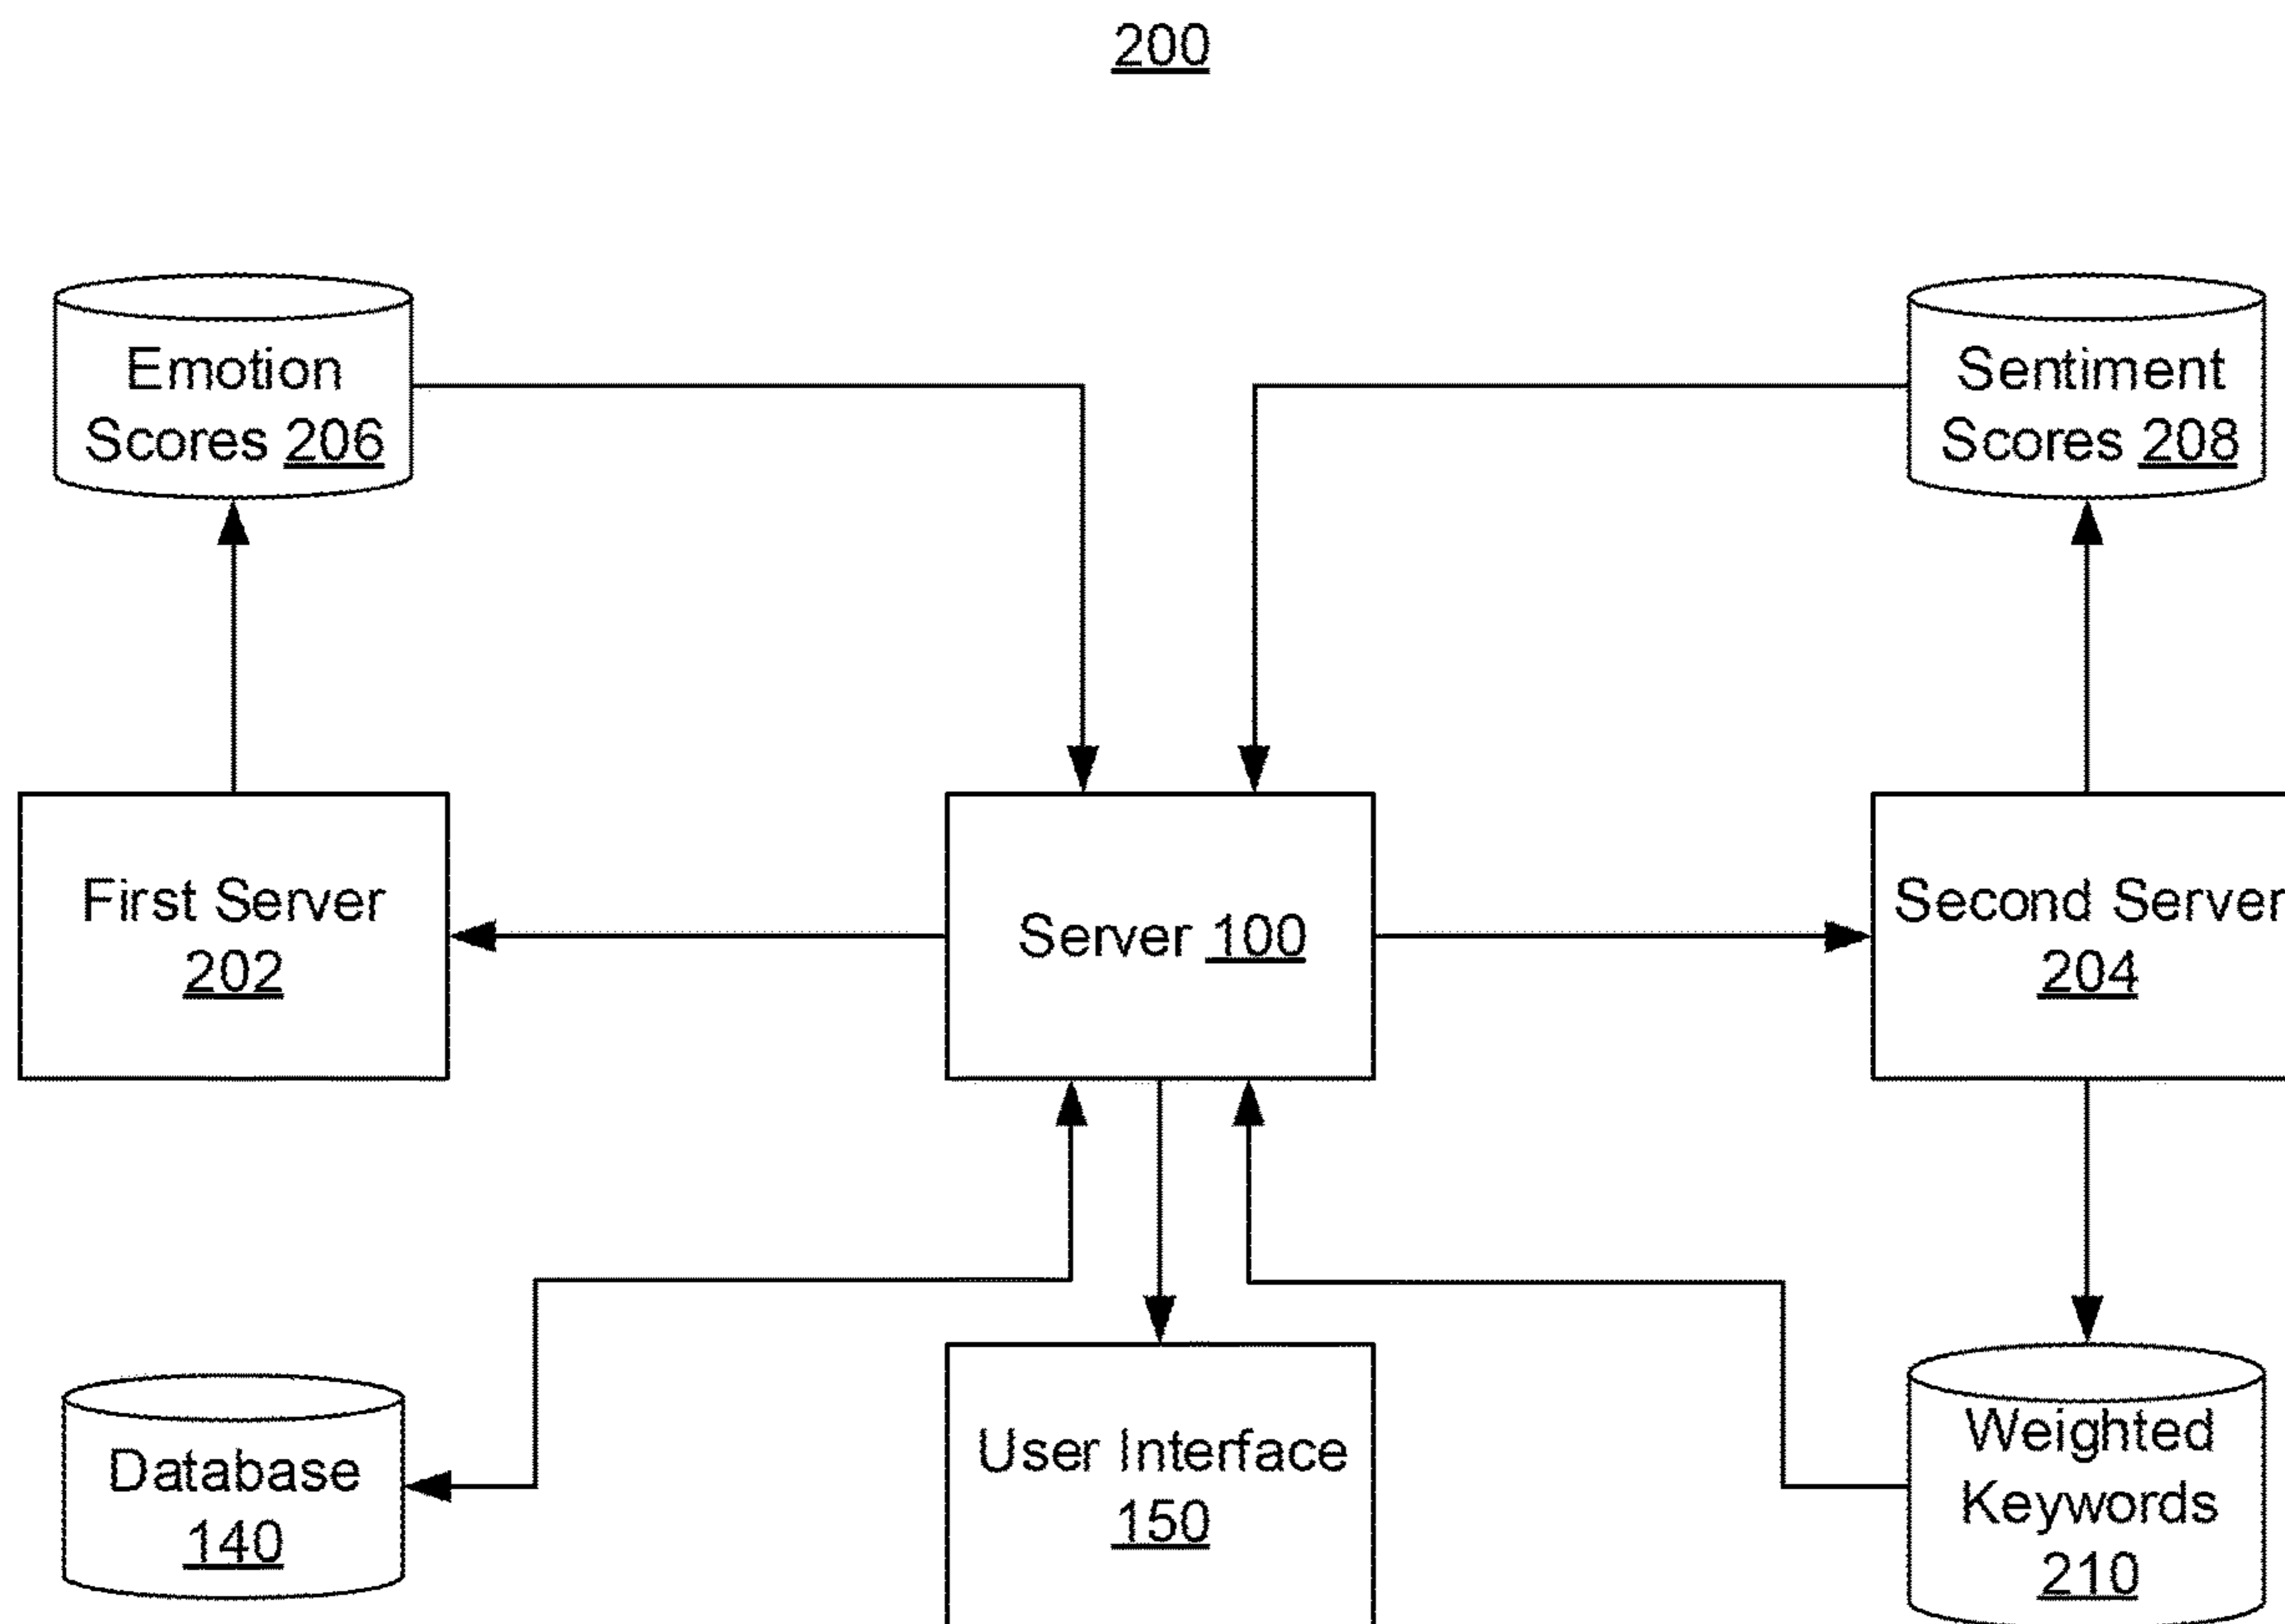 200
Emotion
Scores 206
Sentiment
Scores 208
First Server
202
Server 100
Second Server
204
Database
140
User Interface
150
Weighted
Keywords
210